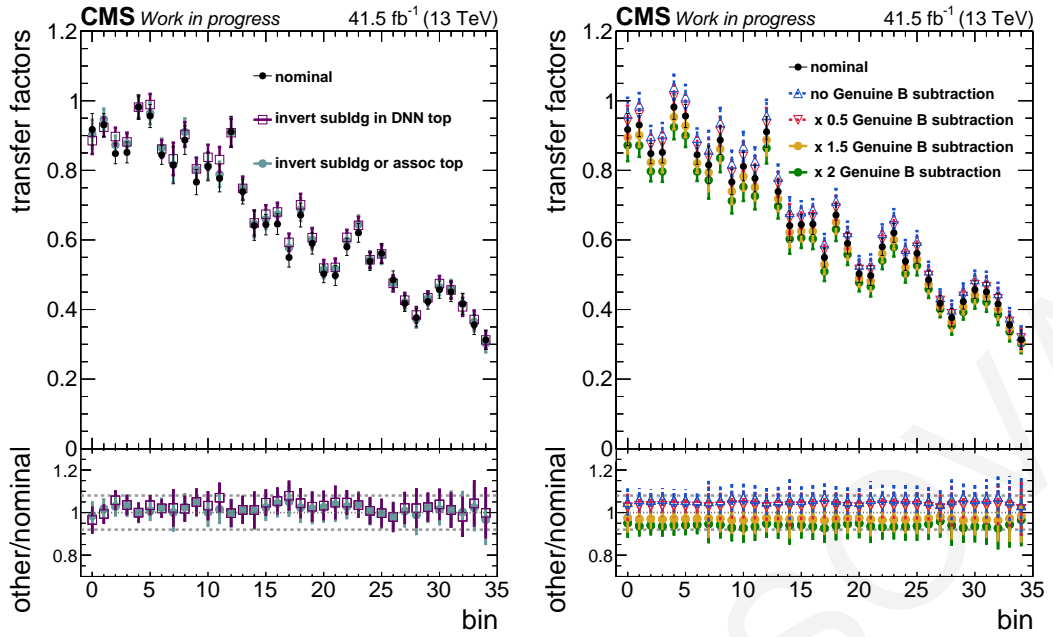 CMS Work in progress 41.5 fb⁻¹ (13 TeV)
transfer factors
1.2
1
0.8
0.6
0.4
0.2
0
nominal
invert subldg in DNN top
invert subldg or assoc top
other/nominal
1.2
1
0.8
0 5 10 15 20 25 30 35
bin
CMS Work in progress 41.5 fb⁻¹ (13 TeV)
transfer factors
1.2
1
0.8
0.6
0.4
0.2
0
nominal
no Genuine B subtraction
x 0.5 Genuine B subtraction
x 1.5 Genuine B subtraction
x 2 Genuine B subtraction
other/nominal
1.2
1
0.8
0 5 10 15 20 25 30 35
bin